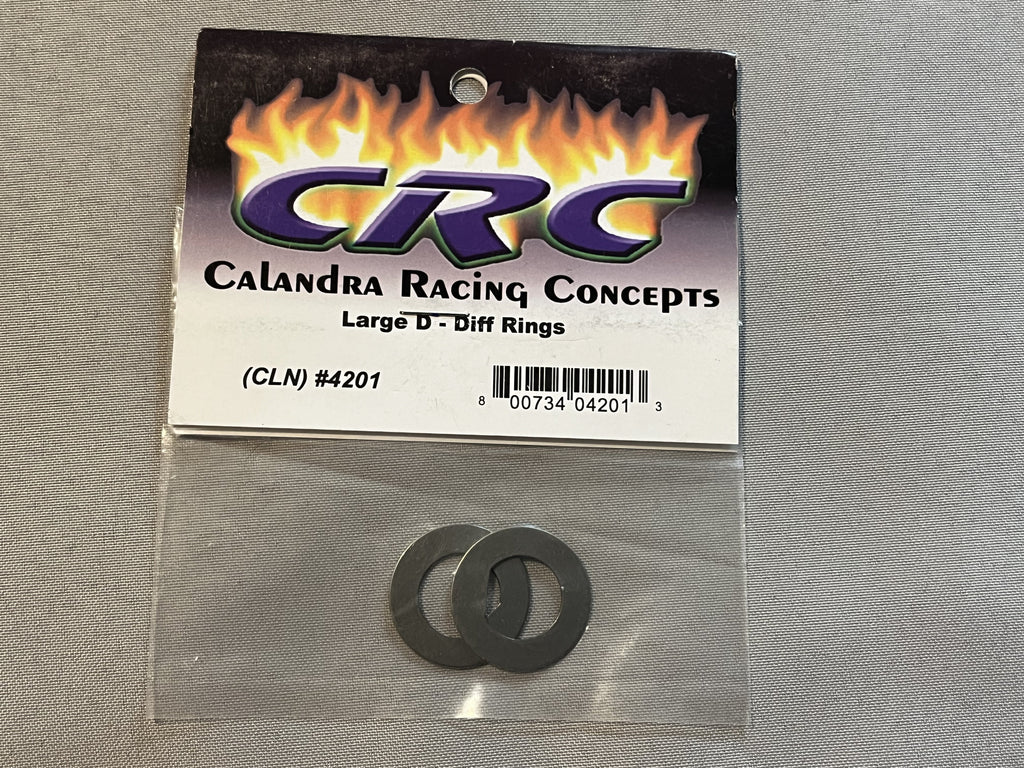 CRC
Calandra Racing Concepts
Large D - Diff Rings
(CLN) #4201
8 00734 04201 3